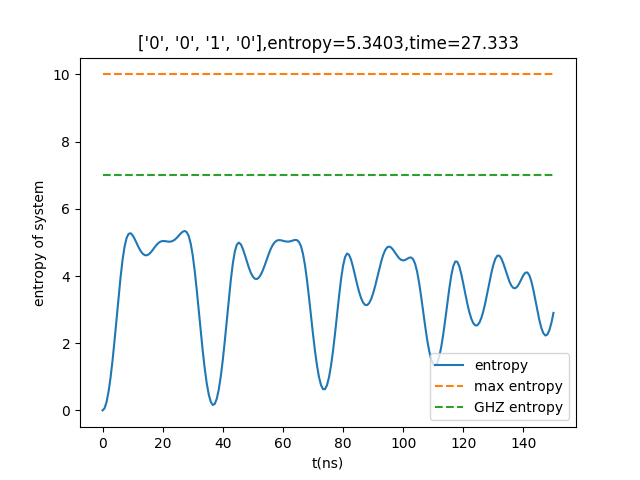 ['0', '0', '1', '0'],entropy=5.3403,time=27.333
entropy of system
10
8
6
4
2
0
0 20 40 60 80 100 120 140
t(ns)
entropy
max entropy
GHZ entropy